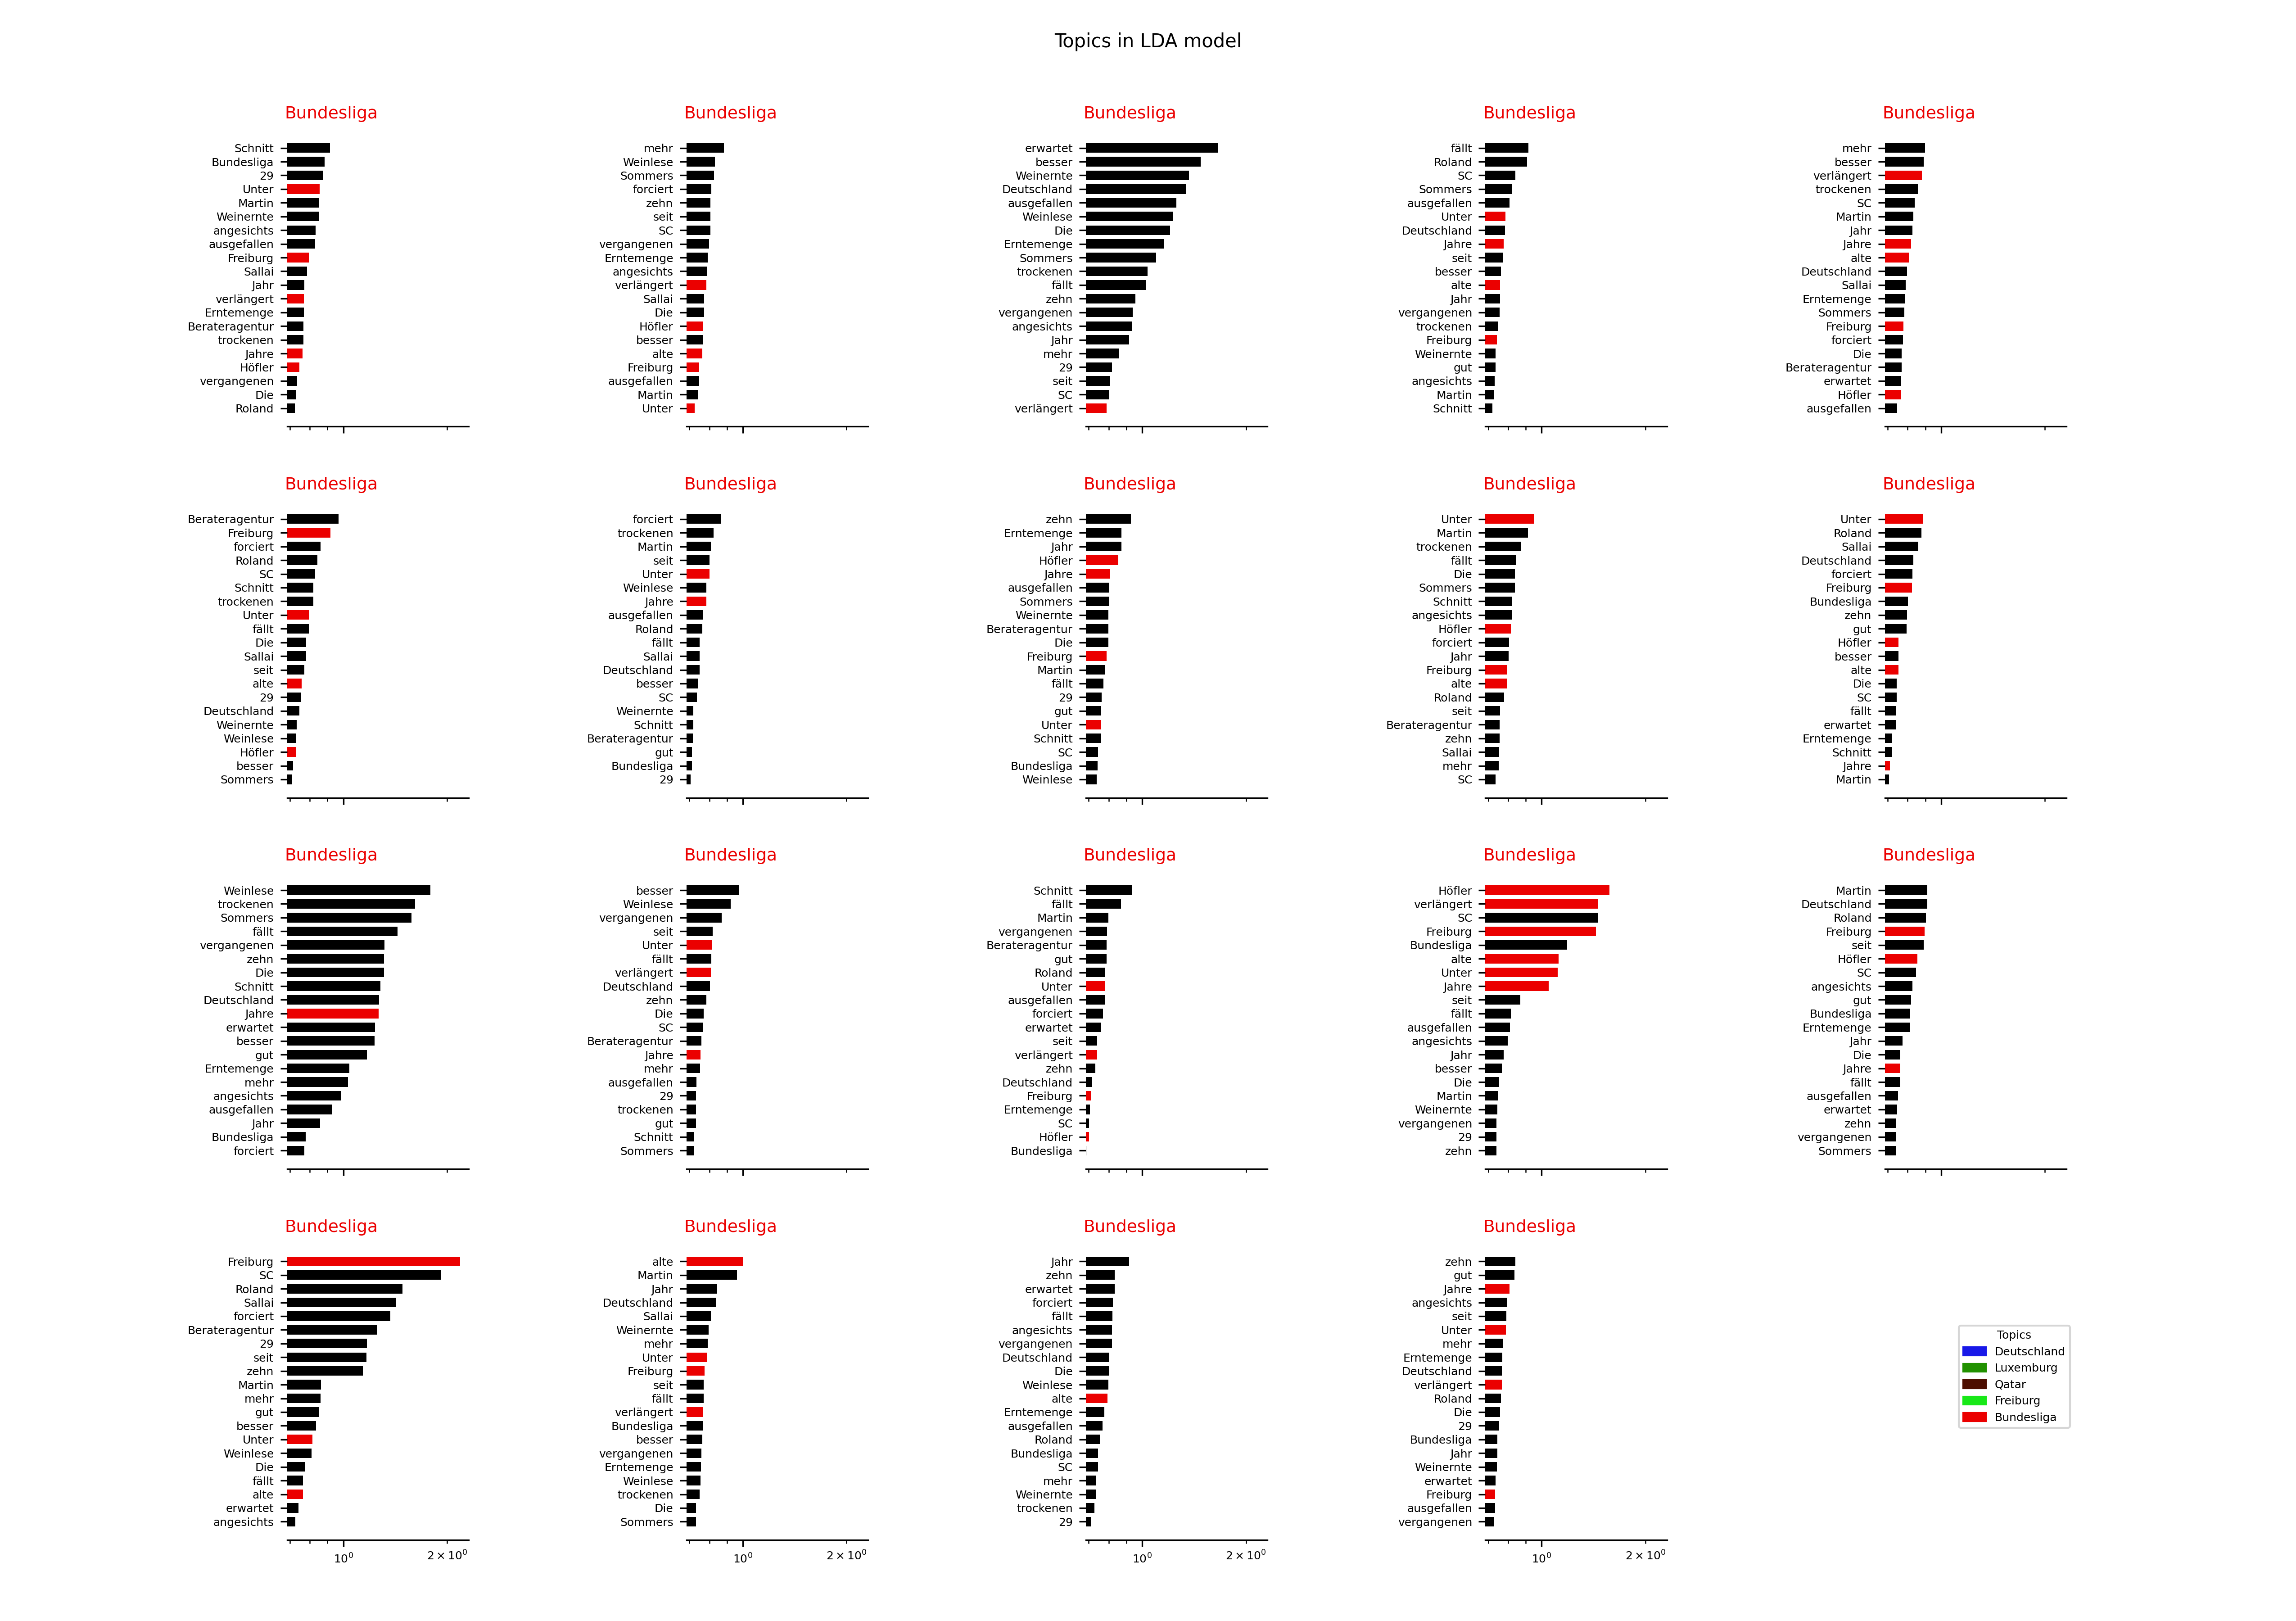 Topics in LDA model
Bundesliga
Schnitt
Bundesliga
29
Unter
Martin
Weinernte
angesichts
ausgefallen
Freiburg
Sallai
Jahr
verlängert
Erntemenge
Berateragentur
trockenen
Jahre
Höfler
vergangenen
Die
Roland
Bundesliga
mehr
Weinlese
Sommers
forciert
zehn
seit
SC
vergangenen
Erntemenge
angesichts
verlängert
Sallai
Die
Höfler
besser
alte
Freiburg
ausgefallen
Martin
Unter
Bundesliga
erwartet
besser
Weinernte
Deutschland
ausgefallen
Weinlese
Die
Erntemenge
Sommers
trockenen
fällt
zehn
vergangenen
angesichts
Jahr
mehr
29
seit
SC
verlängert
Bundesliga
fällt
Roland
SC
Sommers
ausgefallen
Unter
Deutschland
Jahre
seit
besser
alte
Jahr
vergangenen
trockenen
Freiburg
Weinernte
gut
angesichts
Martin
Schnitt
Bundesliga
mehr
besser
verlängert
trockenen
SC
Martin
Jahr
Jahre
alte
Deutschland
Sallai
Erntemenge
Sommers
Freiburg
forciert
Die
Berateragentur
erwartet
Höfler
ausgefallen
Bundesliga
Berateragentur
Freiburg
forciert
Roland
SC
Schnitt
trockenen
Unter
fällt
Die
Sallai
seit
alte
29
Deutschland
Weinernte
Weinlese
Höfler
besser
Sommers
Bundesliga
forciert
trockenen
Martin
seit
Unter
Weinlese
Jahre
ausgefallen
Roland
fällt
Sallai
Deutschland
besser
SC
Weinernte
Schnitt
Berateragentur
gut
Bundesliga
29
Bundesliga
zehn
Erntemenge
Jahr
Höfler
Jahre
ausgefallen
Sommers
Weinernte
Berateragentur
Die
Freiburg
Martin
fällt
29
gut
Unter
Schnitt
SC
Bundesliga
Weinlese
Bundesliga
Unter
Martin
trockenen
fällt
Die
Sommers
Schnitt
angesichts
Höfler
forciert
Jahr
Freiburg
alte
Roland
seit
Berateragentur
zehn
Sallai
mehr
SC
Bundesliga
Unter
Roland
Sallai
Deutschland
forciert
Freiburg
Bundesliga
zehn
gut
Höfler
besser
alte
Die
SC
fällt
erwartet
Erntemenge
Schnitt
Jahre
Martin
Bundesliga
Weinlese
trockenen
Sommers
fällt
vergangenen
zehn
Die
Schnitt
Deutschland
Jahre
erwartet
besser
gut
Erntemenge
mehr
angesichts
ausgefallen
Jahr
Bundesliga
forciert
Bundesliga
besser
Weinlese
vergangenen
seit
Unter
fällt
verlängert
Deutschland
zehn
Die
SC
Berateragentur
Jahre
mehr
ausgefallen
29
trockenen
gut
Schnitt
Sommers
Bundesliga
Schnitt
fällt
Martin
vergangenen
Berateragentur
gut
Roland
Unter
ausgefallen
forciert
erwartet
seit
verlängert
zehn
Deutschland
Freiburg
Erntemenge
SC
Höfler
Bundesliga
Bundesliga
Höfler
verlängert
SC
Freiburg
Bundesliga
alte
Unter
Jahre
seit
fällt
ausgefallen
angesichts
Jahr
besser
Die
Martin
Weinernte
vergangenen
29
zehn
Bundesliga
Martin
Deutschland
Roland
Freiburg
seit
Höfler
SC
angesichts
gut
Bundesliga
Erntemenge
Jahr
Die
Jahre
fällt
ausgefallen
erwartet
zehn
vergangenen
Sommers
Bundesliga
Freiburg
SC
Roland
Sallai
forciert
Berateragentur
29
seit
zehn
Martin
mehr
gut
besser
Unter
Weinlese
Die
fällt
alte
erwartet
angesichts
10⁰ 2 × 10⁰
Bundesliga
alte
Martin
Jahr
Deutschland
Sallai
Weinernte
mehr
Unter
Freiburg
seit
fällt
verlängert
Bundesliga
besser
vergangenen
Erntemenge
Weinlese
trockenen
Die
Sommers
10⁰ 2 × 10⁰
Bundesliga
Jahr
zehn
erwartet
forciert
fällt
angesichts
vergangenen
Deutschland
Die
Weinlese
alte
Erntemenge
ausgefallen
Roland
Bundesliga
SC
mehr
Weinernte
trockenen
29
10⁰ 2 × 10⁰
Bundesliga
zehn
gut
Jahre
angesichts
seit
Unter
mehr
Erntemenge
Deutschland
verlängert
Roland
Die
29
Bundesliga
Jahr
Weinernte
erwartet
Freiburg
ausgefallen
vergangenen
10⁰ 2 × 10⁰
Topics
Deutschland
Luxemburg
Qatar
Freiburg
Bundesliga